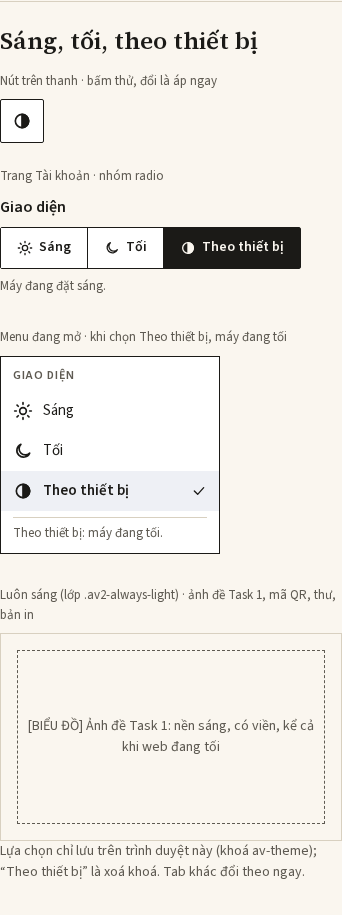 Sáng, tối, theo thiết bị
Nút trên thanh · bấm thử, đổi là áp ngay
Trang Tài khoản · nhóm radio
Giao diện
Sáng Tối Theo thiết bị
Máy đang đặt sáng.
Menu đang mở · khi chọn Theo thiết bị, máy đang tối
GIAO DIỆN
Sáng
Tối
Theo thiết bị
Theo thiết bị: máy đang tối.
Luôn sáng (lớp .av2-always-light) · ảnh đề Task 1, mã QR, thư,
bản in
[BIỂU ĐỒ] Ảnh đề Task 1: nền sáng, có viền, kể cả
khi web đang tối
Lựa chọn chỉ lưu trên trình duyệt này (khoá av-theme);
“Theo thiết bị” là xoá khoá. Tab khác đổi theo ngay.